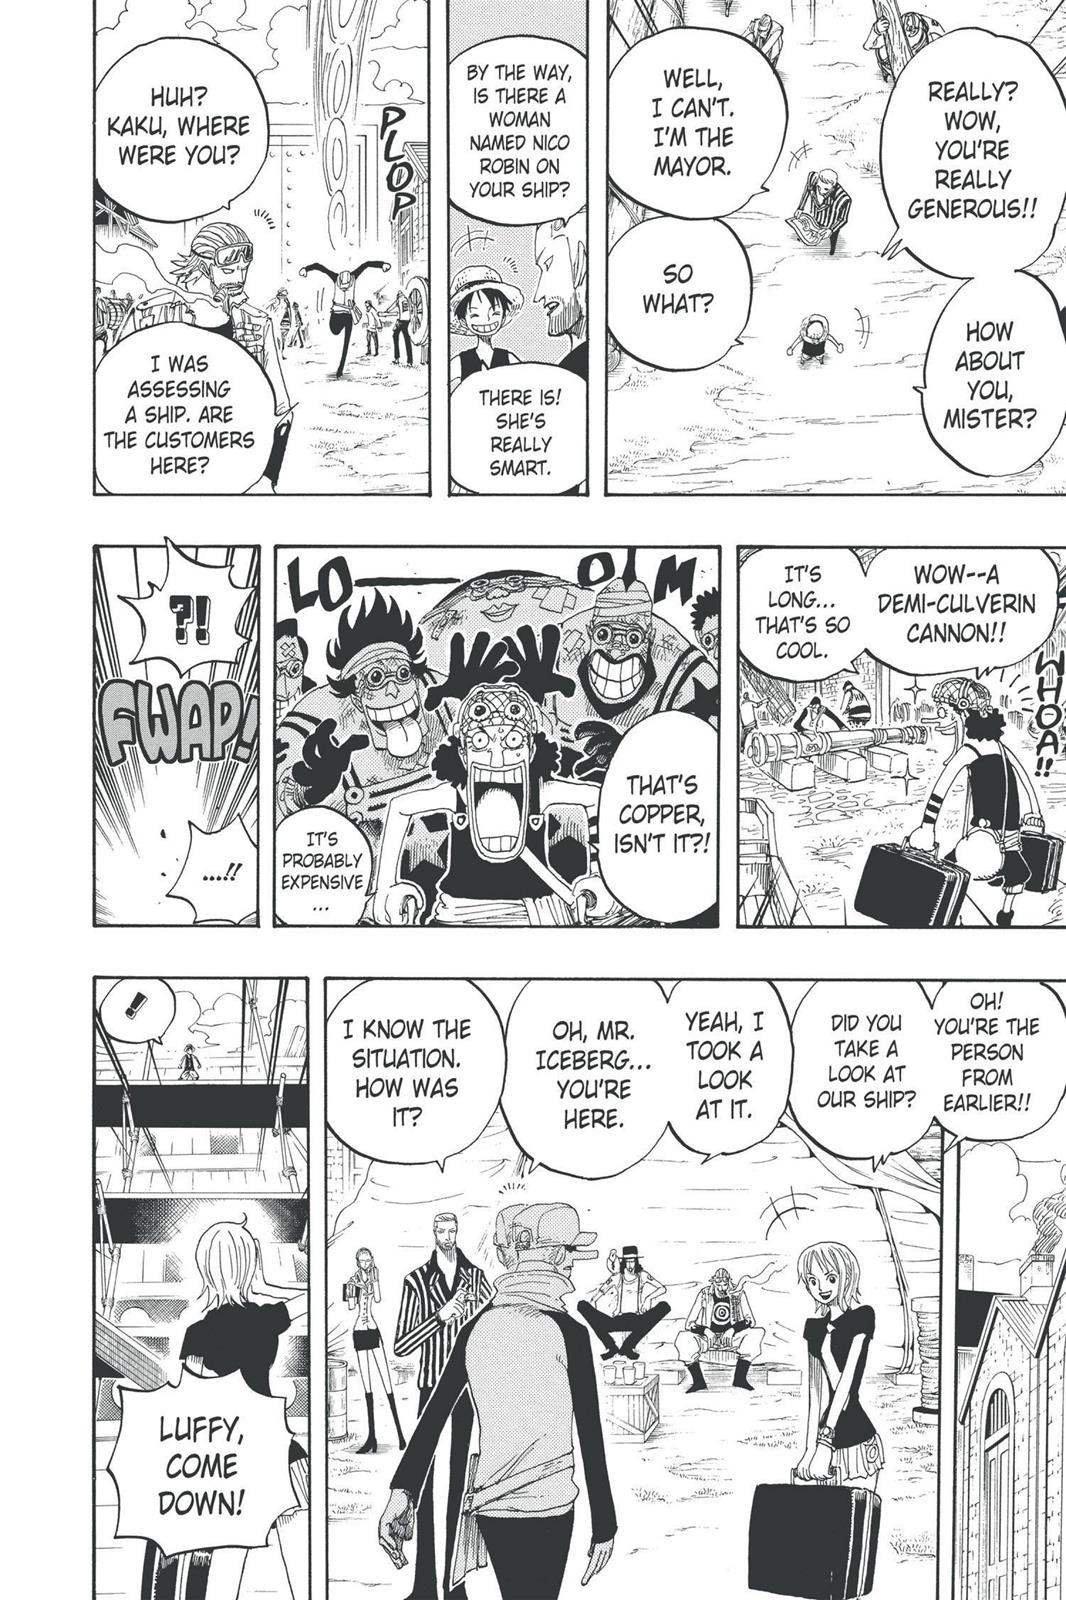 REALLY?
WOW,
YOU'RE
REALLY
GENEROUS!!
HOW
ABOUT
YOU,
MISTER?
WELL,
I CAN'T.
I'M THE
MAYOR.
SO
WHAT?
BY THE WAY,
IS THERE A
WOMAN
NAMED NICO
ROBIN ON
YOUR SHIP?
THERE IS!
SHE'S
REALLY
SMART.
PLOP
HUH?
KAKU, WHERE
WERE YOU?
I WAS
ASSESSING
A SHIP. ARE
THE CUSTOMERS
HERE?
WOW--A
DEMI-CULVERIN
CANNON!!
IT'S
LONG...
THAT'S SO
COOL.
WHOA!!
LOOIM
THAT'S
COPPER,
ISN'T IT?!
IT'S
PROBABLY
EXPENSIVE
...
?!
FWAP!
....!!
OH!
YOU'RE THE
PERSON
FROM
EARLIER!!
DID YOU
TAKE A
LOOK AT
OUR SHIP?
YEAH, I
TOOK A
LOOK
AT IT.
OH, MR.
ICEBERG...
YOU'RE
HERE.
I KNOW THE
SITUATION.
HOW WAS
IT?
!
LUFFY,
COME
DOWN!